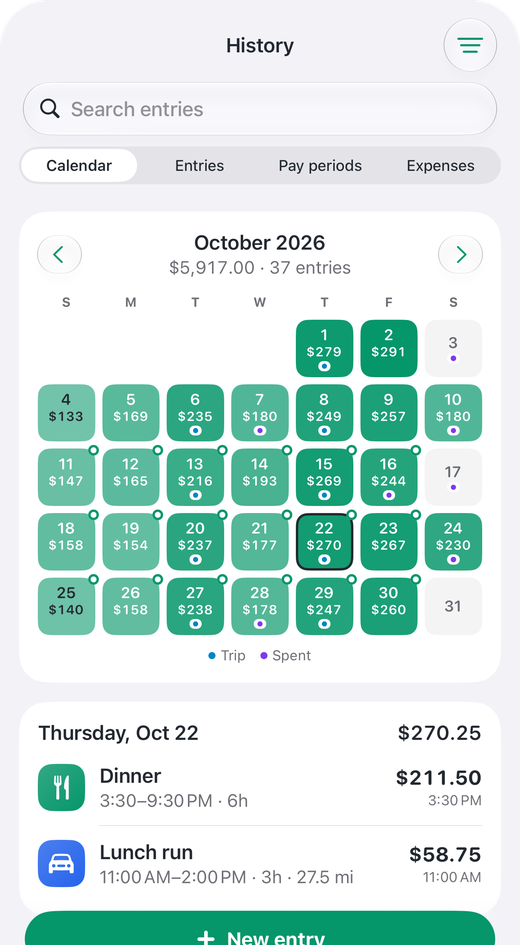 History
Search entries
Calendar Entries Pay periods Expenses
October 2026
$5,917.00 · 37 entries
S M T W T F S
1 2 3
$279 $291
4 5 6 7 8 9 10
$133 $169 $235 $180 $249 $257 $180
11 12 13 14 15 16 17
$147 $165 $216 $193 $269 $244
18 19 20 21 22 23 24
$158 $154 $237 $177 $270 $267 $230
25 26 27 28 29 30 31
$140 $158 $238 $178 $247 $260
Trip Spent
Thursday, Oct 22 $270.25
Dinner $211.50
3:30–9:30 PM · 6h 3:30 PM
Lunch run $58.75
11:00 AM–2:00 PM · 3h · 27.5 mi 11:00 AM
+ New entry